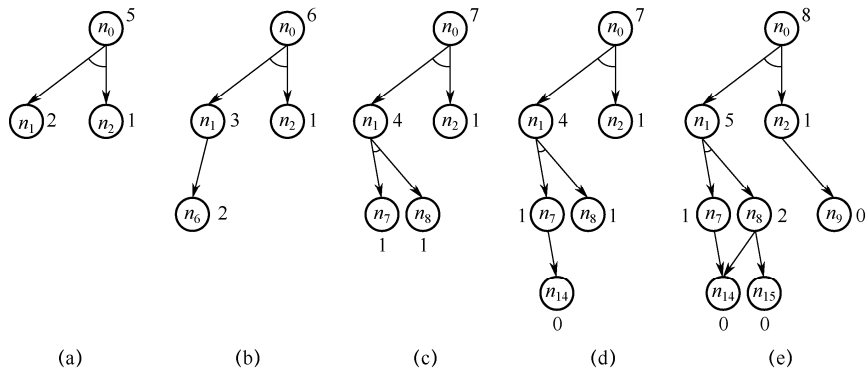 n₀ 5 n₀ 6 n₀ 7 n₀ 7 n₀ 8
n₁ 2 n₂ 1 n₁ 3 n₂ 1 n₁ 4 n₂ 1 n₁ 4 n₂ 1 n₁ 5 n₂ 1
n₆ 2 n₇ n₈ 1 n₇ n₈ 1 1 n₇ n₈ 2 n₉ 0
1 1
n₁₄ n₁₄ n₁₅
0 0 0
(a) (b) (c) (d) (e)